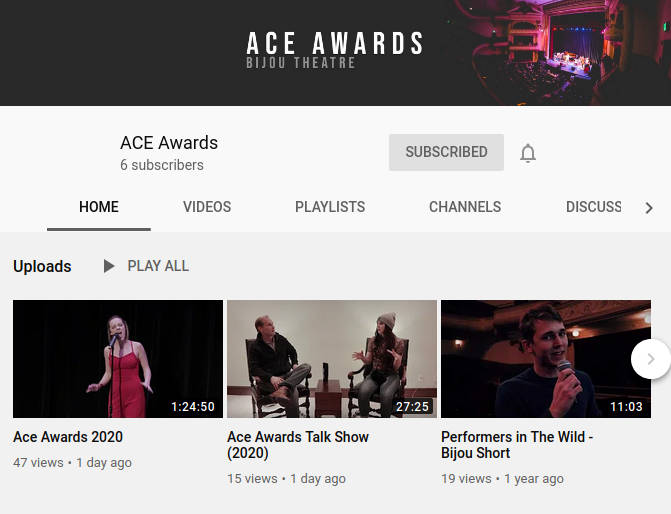 ACE AWARDS
BIJOU THEATRE
ACE Awards
6 subscribers
SUBSCRIBED
HOME
VIDEOS
PLAYLISTS
CHANNELS
DISCUSS
Uploads
PLAY ALL
1:24:50
27:25
11:03
Ace Awards 2020
47 views • 1 day ago
Ace Awards Talk Show
(2020)
15 views • 1 day ago
Performers in The Wild -
Bijou Short
19 views • 1 year ago